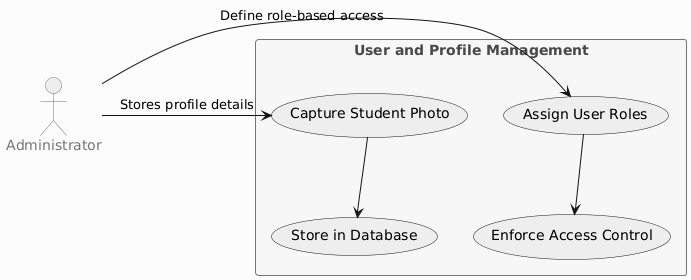 Define role-based access
User and Profile Management
Stores profile details
Capture Student Photo
Assign User Roles
Administrator
Store in Database
Enforce Access Control